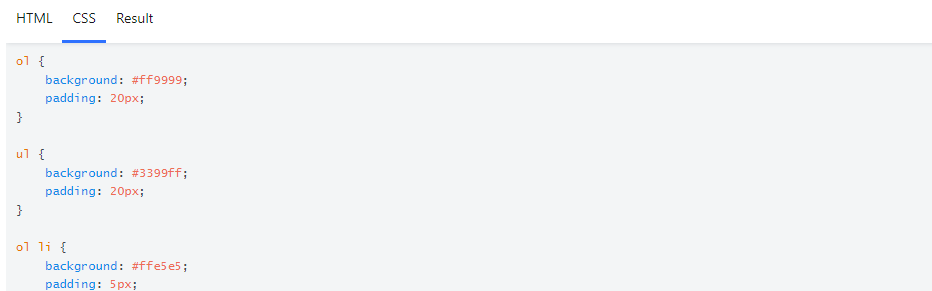 HTML CSS Result
ol {
    background: #ff9999;
    padding: 20px;
}

ul {
    background: #3399ff;
    padding: 20px;
}

ol li {
    background: #ffe5e5;
    padding: 5px;